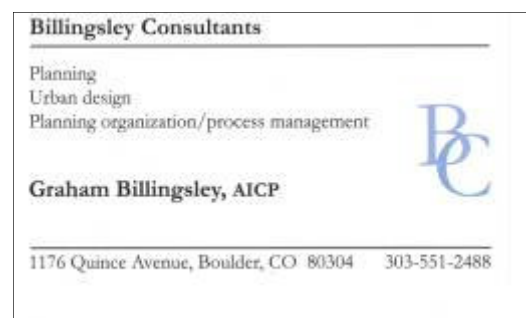 Billingsley Consultants
Planning
Urban design
Planning organization/process management
BC
Graham Billingsley, AICP
1176 Quince Avenue, Boulder, CO 80304 303-551-2488